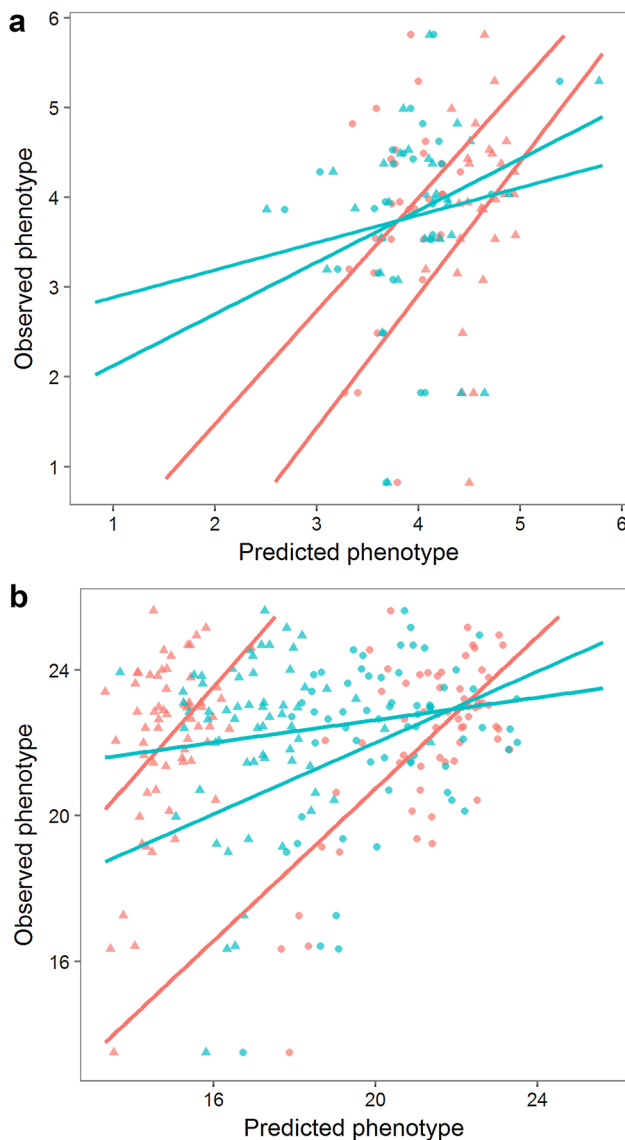 a
6
5
4
3
2
1
Observed phenotype
1 2 3 4 5 6
Predicted phenotype
b
24
20
16
Observed phenotype
16 20 24
Predicted phenotype